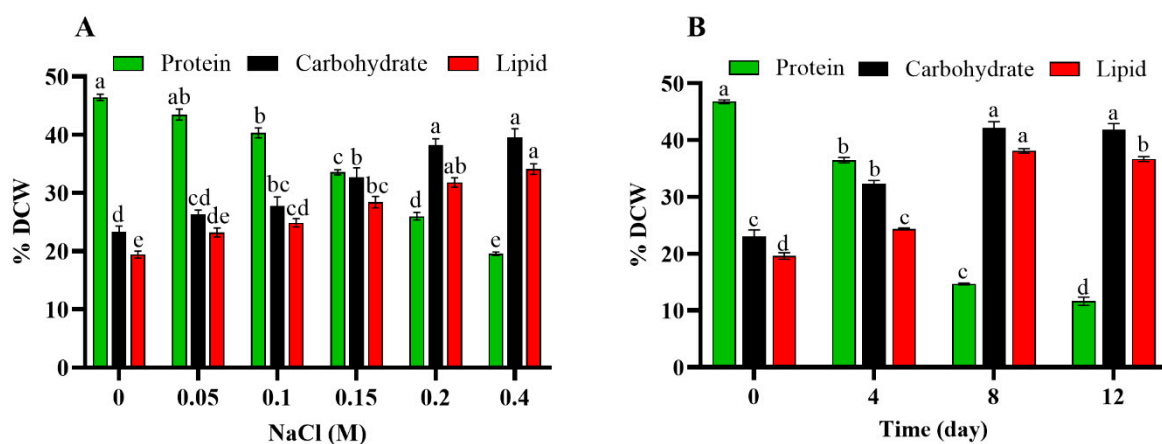 A
Protein Carbohydrate Lipid
50
40
30
20
10
0
% DCW
a
d
e
ab
cd
de
b
bc
cd
c
b
bc
d
a
ab
e
a
a
0 0.05 0.1 0.15 0.2 0.4
NaCl (M)
B
Protein Carbohydrate Lipid
50
40
30
20
10
0
% DCW
a
c
d
b
b
c
c
a
a
d
a
b
0 4 8 12
Time (day)